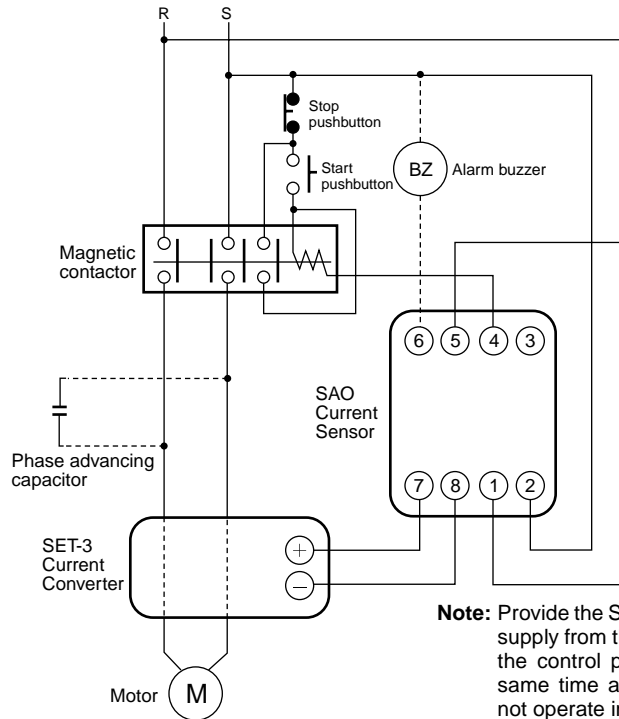 R S
Stop
pushbutton
Start
pushbutton
BZ Alarm buzzer
Magnetic
contactor
6 5 4 3
SAO
Current
Sensor
Phase advancing
capacitor
7 8 1 2
SET-3
Current
Converter
+
−
Note: Provide the S
supply from t
the control p
same time a
not operate i
Motor M